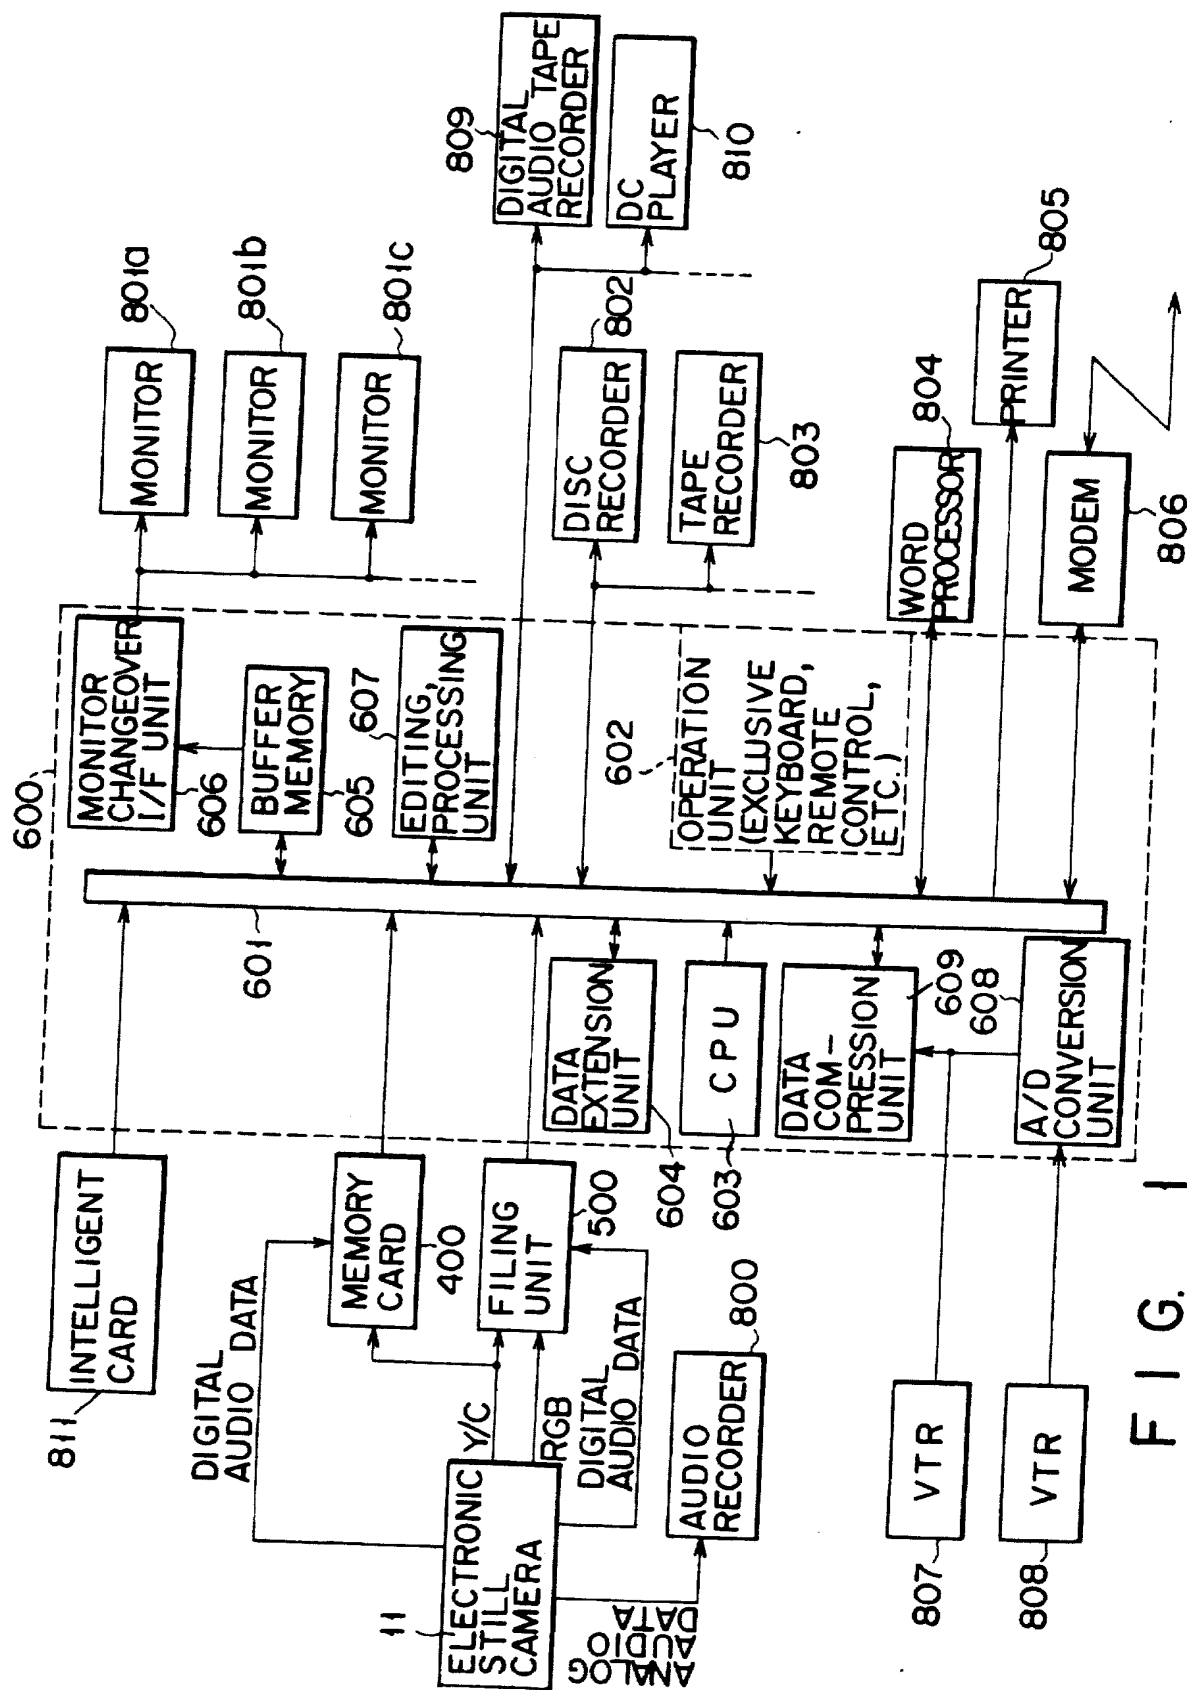 811
INTELLIGENT
CARD
600
MONITOR
CHANGEOVER
I/F UNIT
606
MONITOR
801a
601
BUFFER
MEMORY
605
MONITOR
801b
MONITOR
801c
DIGITAL
AUDIO DATA
MEMORY
CARD
400
EDITING,
PROCESSING
UNIT
607
809
DIGITAL
AUDIO TAPE
RECORDER
11
ELECTRONIC
STILL
CAMERA
Y/C
RGB
FILING
UNIT
500
DIGITAL
AUDIO DATA
DC
PLAYER
810
DATA
EXTENSION
UNIT
604
DISC
RECORDER
802
ANALOG
AUDIO
DATA
AUDIO
RECORDER
800
CPU
603
602
OPERATION
UNIT
(EXCLUSIVE
KEYBOARD,
REMOTE
CONTROL,
ETC.)
TAPE
RECORDER
803
DATA
COM-
PRESSION
UNIT
609
WORD
PROCESSOR
804
VTR
807
608
A/D
CONVERSION
UNIT
PRINTER
805
VTR
808
MODEM
806
FIG. 1